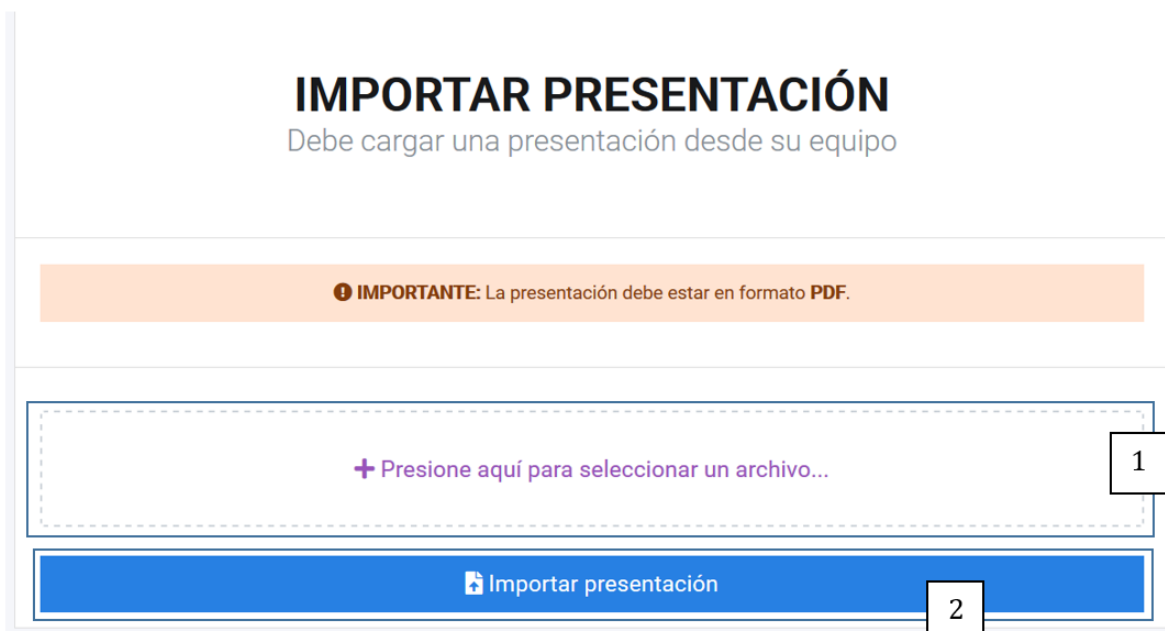 IMPORTAR PRESENTACIÓN
Debe cargar una presentación desde su equipo
IMPORTANTE: La presentación debe estar en formato PDF.
Presione aquí para seleccionar un archivo...
1
Importar presentación
2